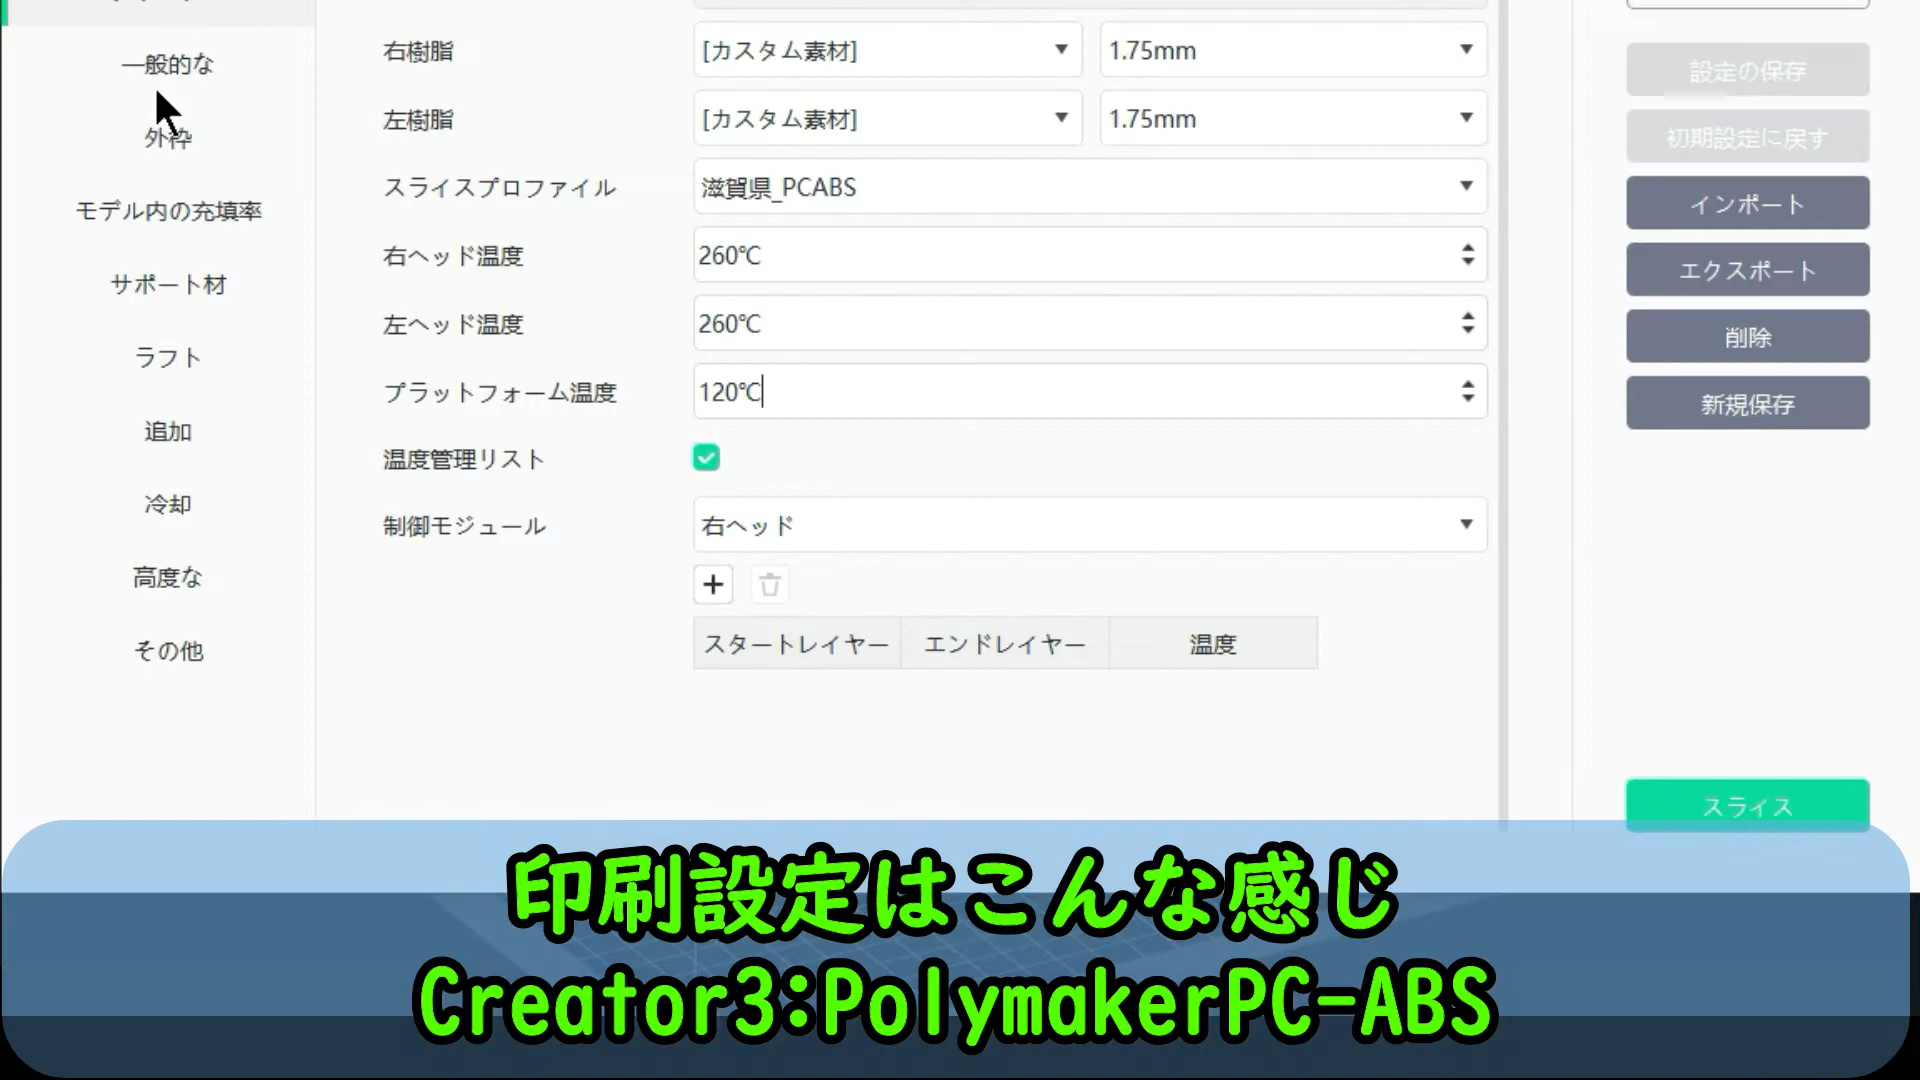 一般的な
外枠
モデル内の充填率
サポート材
ラフト
追加
冷却
高度な
その他
右樹脂 [カスタム素材] 1.75mm
左樹脂 [カスタム素材] 1.75mm
スライスプロファイル 滋賀県_PCABS
右ヘッド温度 260℃
左ヘッド温度 260℃
プラットフォーム温度 120℃
温度管理リスト
制御モジュール 右ヘッド
スタートレイヤー エンドレイヤー 温度
設定の保存
初期設定に戻す
インポート
エクスポート
削除
新規保存
スライス
印刷設定はこんな感じ
Creator3:PolymakerPC-ABS